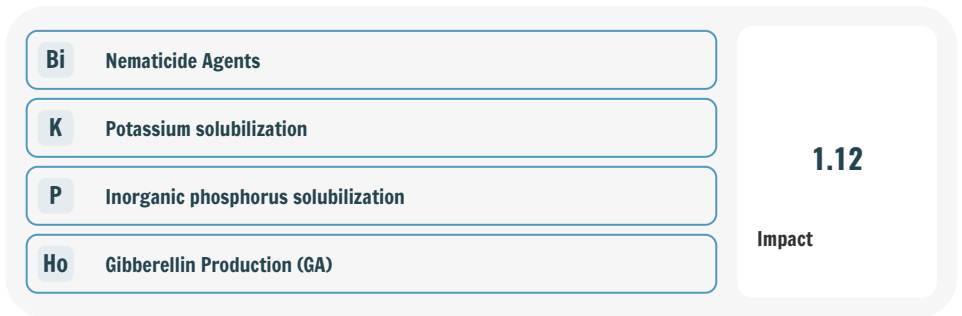 Bi Nematicide Agents
K Potassium solubilization
P Inorganic phosphorus solubilization
Ho Gibberellin Production (GA)
1.12
Impact